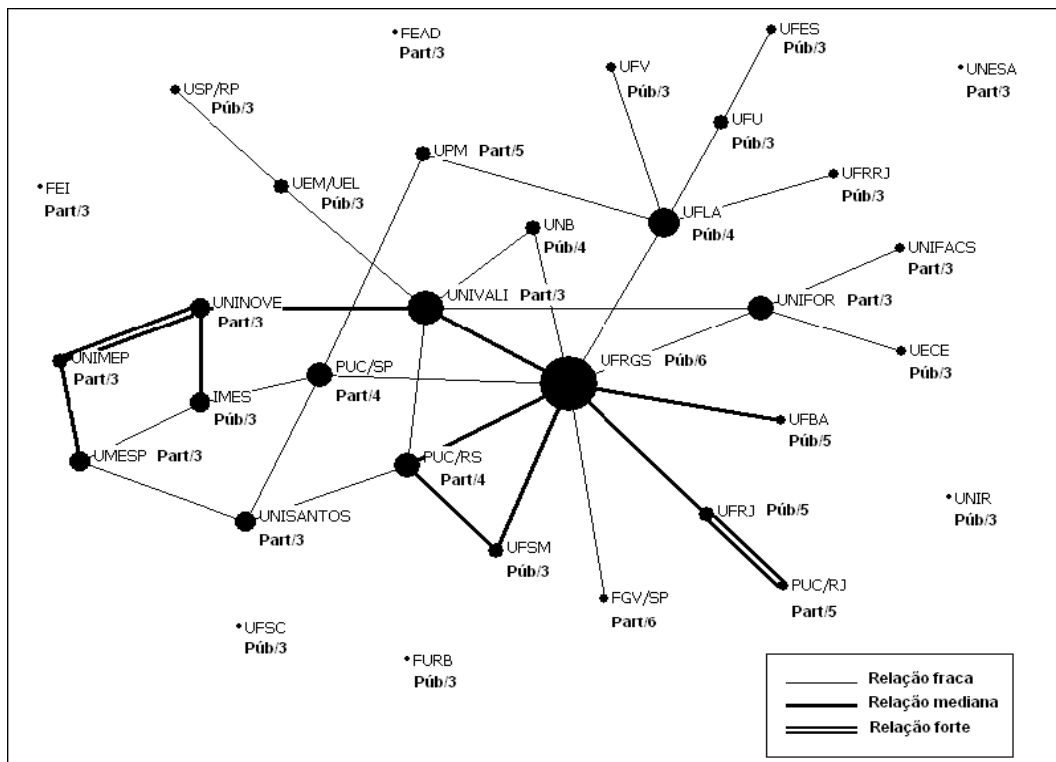 FEAD
Part/3
UFES
Púb/3
UFV
Púb/3
UNESA
Part/3
USP/RP
Púb/3
UFU
Púb/3
UPM Part/5
UFRRJ
Púb/3
FEI
Part/3
UEM/UEL
Púb/3
UFLA
Púb/4
UNB
Púb/4
UNIFACS
Part/3
UNIVALI Part/3
UNINOVE
Part/3
UNIFOR Part/3
UNIMEP
Part/3
UFRGS Púb/6
UECE
Púb/3
PUC/SP
Part/4
IMES
Púb/3
UFBA
Púb/5
UMESP Part/3
PUC/RS
Part/4
UNIR
Púb/3
UFRJ Púb/5
UNISANTOS
Part/3
UFSM
Púb/3
PUC/RJ
Part/5
FGV/SP
Part/6
UFSC
Púb/3
FURB
Púb/3
Relação fraca
Relação mediana
Relação forte